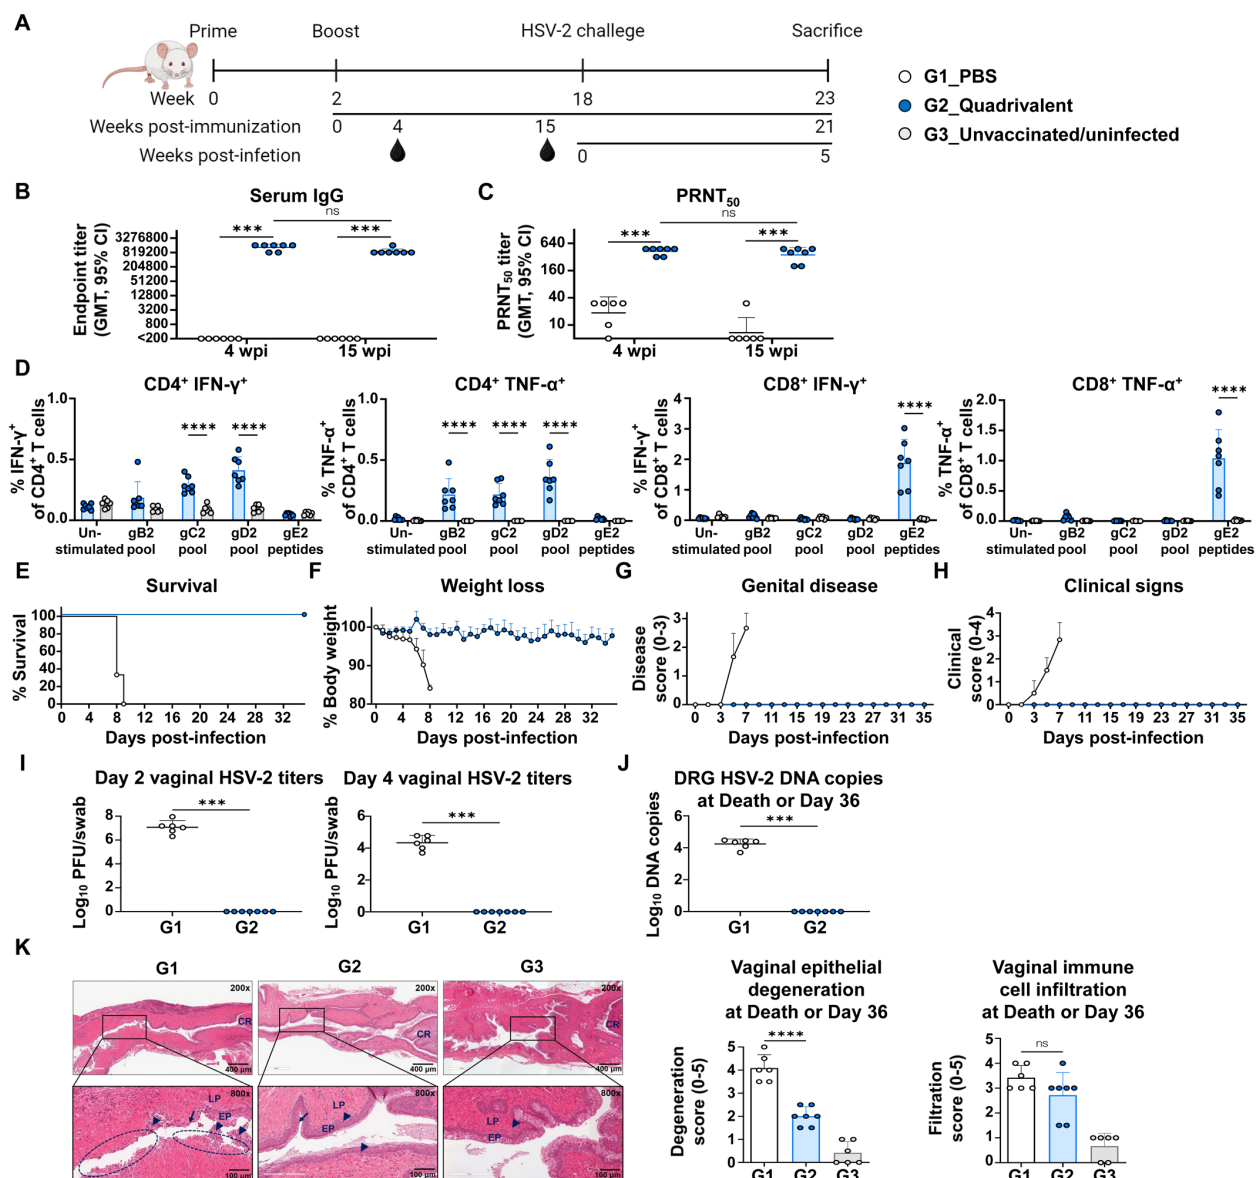 A
Prime Boost HSV-2 challege Sacrifice
Week 0 2 18 23
Weeks post-immunization 0 4 15 21
Weeks post-infetion 0 5
G1_PBS
G2_Quadrivalent
G3_Unvaccinated/uninfected
B
Serum IgG
ns
*** ***
Endpoint titer
(GMT, 95% CI)
3276800
819200
204800
51200
12800
3200
800
<200
4 wpi 15 wpi
C
PRNT50
ns
*** ***
PRNT50 titer
(GMT, 95% CI)
640
160
40
10
4 wpi 15 wpi
D
CD4+ IFN-γ+
% IFN-γ+
of CD4+ T cells
1.0
0.5
0.0
**** ****
Un- gB2 gC2 gD2 gE2
stimulated pool pool pool peptides
CD4+ TNF-α+
% TNF-α+
of CD4+ T cells
1.0
0.5
0.0
**** **** ****
Un- gB2 gC2 gD2 gE2
stimulated pool pool pool peptides
CD8+ IFN-γ+
% IFN-γ+
of CD8+ T cells
4
3
2
1
0
****
Un- gB2 gC2 gD2 gE2
stimulated pool pool pool peptides
CD8+ TNF-α+
% TNF-α+
of CD8+ T cells
2.0
1.5
1.0
0.5
0.0
****
Un- gB2 gC2 gD2 gE2
stimulated pool pool pool peptides
E
Survival
% Survival
100
80
60
40
20
0
0 4 8 12 16 20 24 28 32
Days post-infection
F
Weight loss
% Body weight
100
90
80
0 4 8 12 16 20 24 28 32
Days post-infection
G
Genital disease
Disease
score (0-3)
3
2
1
0
0 3 7 11 15 19 23 27 31 35
Days post-infection
H
Clinical signs
Clinical
score (0-4)
4
3
2
1
0
0 3 7 11 15 19 23 27 31 35
Days post-infection
I
Day 2 vaginal HSV-2 titers
***
Log10 PFU/swab
8
6
4
2
0
G1 G2
Day 4 vaginal HSV-2 titers
***
Log10 PFU/swab
6
4
2
0
G1 G2
J
DRG HSV-2 DNA copies
at Death or Day 36
***
Log10 DNA copies
6
4
2
0
G1 G2
K
G1 G2 G3
200x 200x 200x
CR CR CR
400 µm 400 µm 400 µm
800x 800x 800x
LP LP LP
EP EP EP
100 µm 100 µm 100 µm
Vaginal epithelial
degeneration
at Death or Day 36
****
Degeneration
score (0-5)
5
4
3
2
1
0
G1 G2 G3
Vaginal immune
cell infiltration
at Death or Day 36
ns
Filtration
score (0-5)
5
4
3
2
1
0
G1 G2 G3